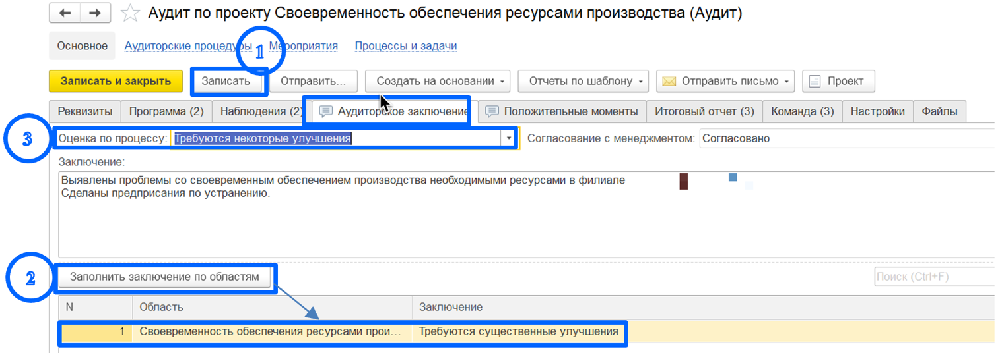 Аудит по проекту Своевременность обеспечения ресурсами производства (Аудит)
Основное Аудиторские процедуры Мероприятия Процессы и задачи
1
Записать и закрыть Записать Отправить... Создать на основании Отчеты по шаблону Отправить письмо Проект
Реквизиты Программа (2) Наблюдения (2) Аудиторское заключение Положительные моменты Итоговый отчет (3) Команда (3) Настройки Файлы
3 Оценка по процессу: Требуются некоторые улучшения Согласование с менеджментом: Согласовано
Заключение:
Выявлены проблемы со своевременным обеспечением производства необходимыми ресурсами в филиале
Сделаны предприсания по устранению.
2 Заполнить заключение по областям Поиск (Ctrl+F)
N Область Заключение
1 Своевременность обеспечения ресурсами прои... Требуются существенные улучшения